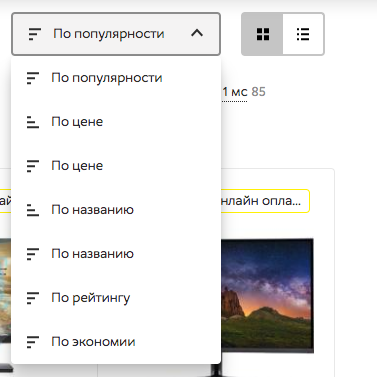 По популярности
По популярности
1 мс 85
По цене
По цене
нлайн опла...
По названию
По названию
По рейтингу
По экономии